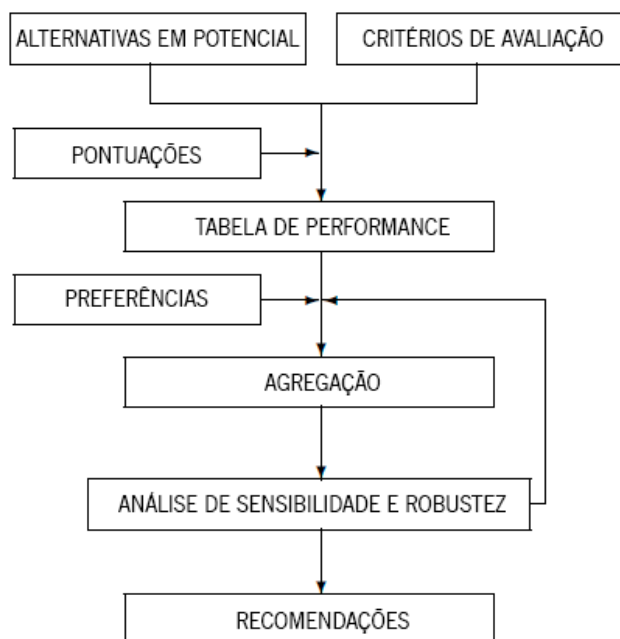 ALTERNATIVAS EM POTENCIAL
CRITÉRIOS DE AVALIAÇÃO
PONTUAÇÕES
TABELA DE PERFORMANCE
PREFERÊNCIAS
AGREGAÇÃO
ANÁLISE DE SENSIBILIDADE E ROBUSTEZ
RECOMENDAÇÕES